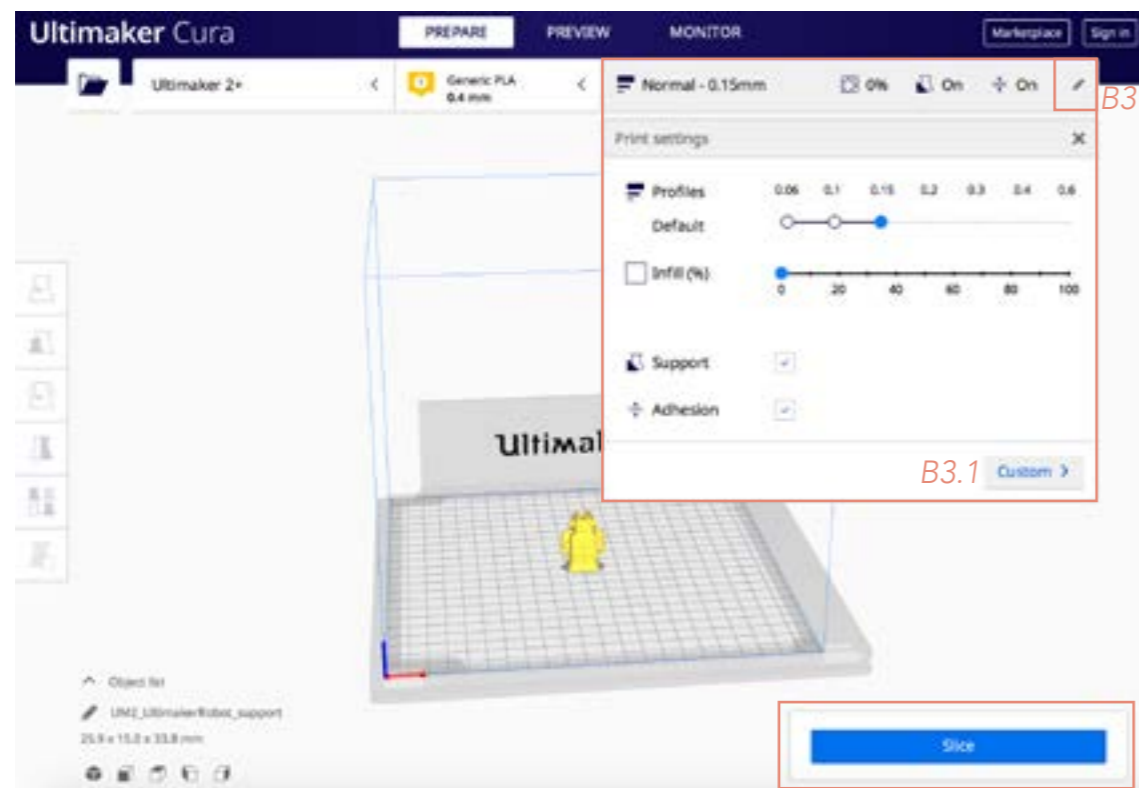 Ultimaker Cura
PREPARE PREVIEW MONITOR
Marketplace Sign in
Ultimaker 2+
Generic PLA
0.4 mm
Normal - 0.15mm
0% On On
B3
Print settings
Profiles 0.06 0.1 0.15 0.2 0.3 0.4 0.6
Default
Infill (%)
0 20 40 60 80 100
Support
Adhesion
Ultimak
B3.1 Custom
Object list
UM2_UltimakerRobot_support
25.9 x 15.0 x 33.8 mm
Slice